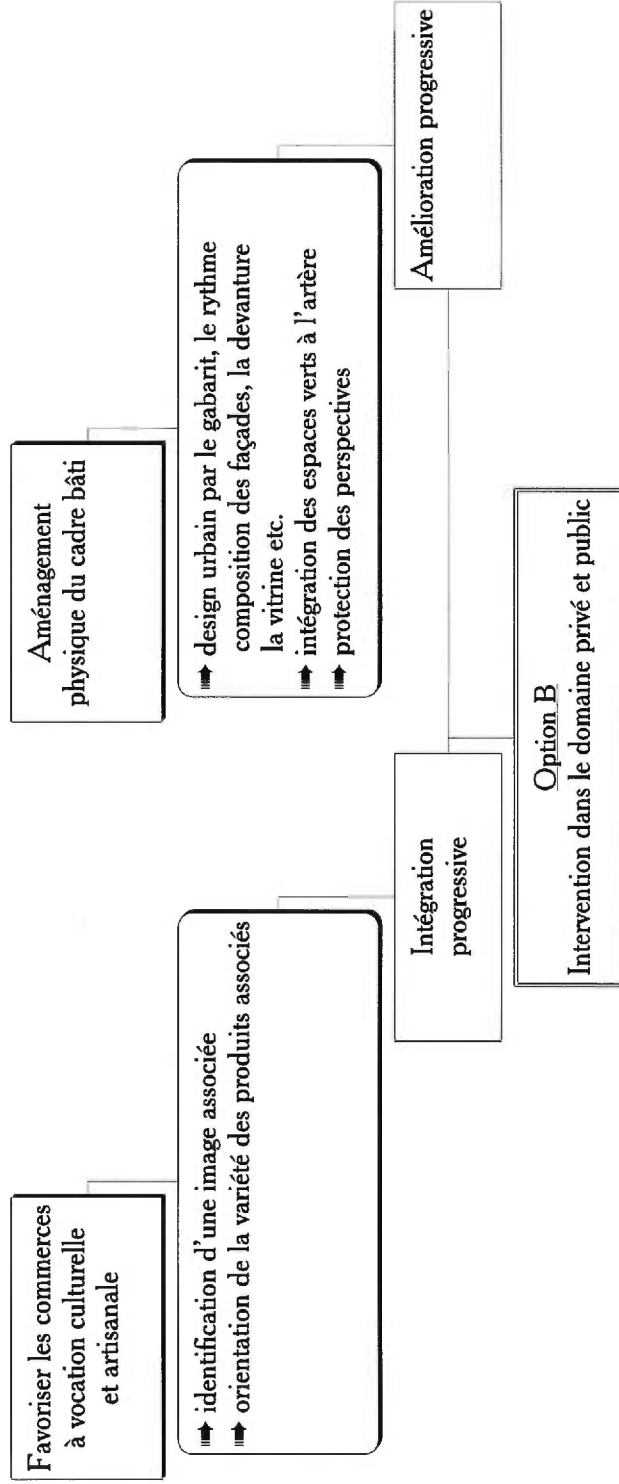 Favoriser les commerces
à vocation culturelle
et artisanale
identification d'une image associée
orientation de la variété des produits associés
Intégration
progressive
Aménagement
physique du cadre bâti
design urbain par le gabarit, le rythme
composition des façades, la devanture
la vitrine etc.
intégration des espaces verts à l'artère
protection des perspectives
Amélioration progressive
Option B
Intervention dans le domaine privé et public